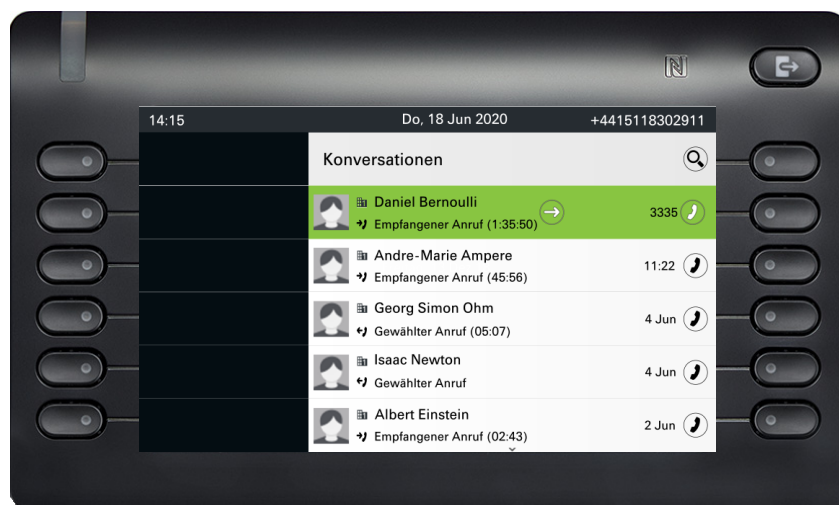 14:15 Do, 18 Jun 2020 +4415118302911
Konversationen
Daniel Bernoulli
Empfangener Anruf (1:35:50) 3335
Andre-Marie Ampere
Empfangener Anruf (45:56) 11:22
Georg Simon Ohm
Gewählter Anruf (05:07) 4 Jun
Isaac Newton
Gewählter Anruf 4 Jun
Albert Einstein
Empfangener Anruf (02:43) 2 Jun